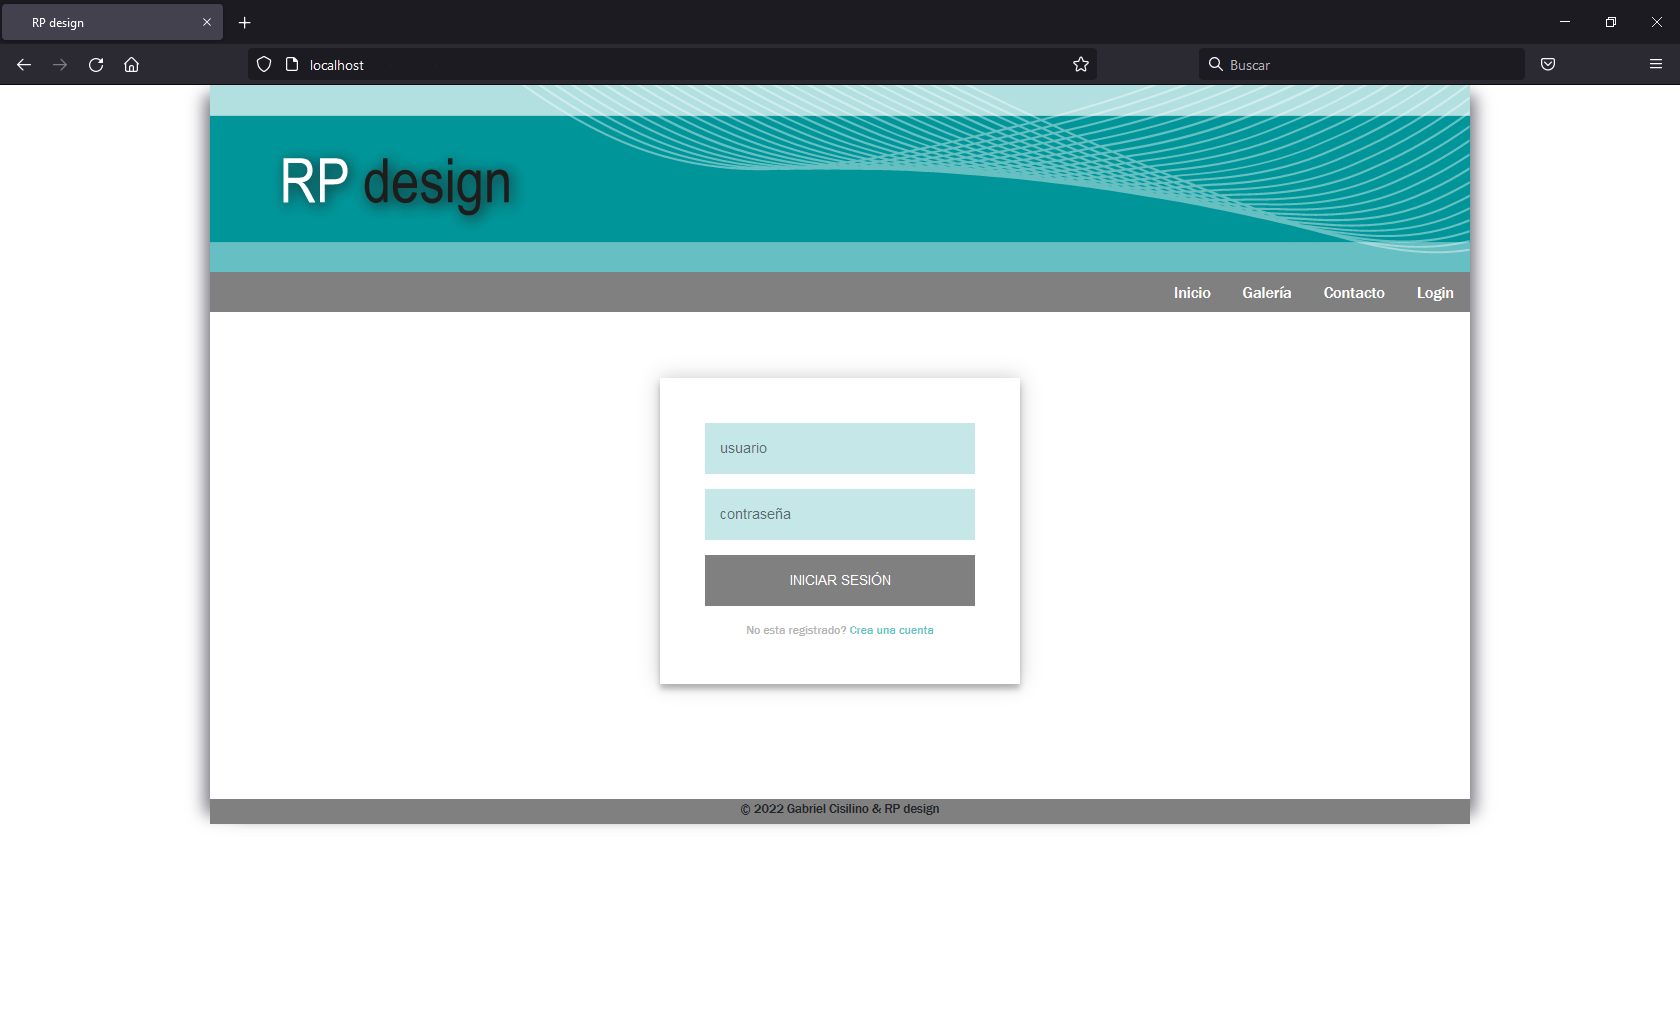 RP design
localhost
Buscar
RP design
Inicio Galería Contacto Login
usuario
contraseña
INICIAR SESIÓN
No esta registrado? Crea una cuenta
© 2022 Gabriel Cisilino & RP design